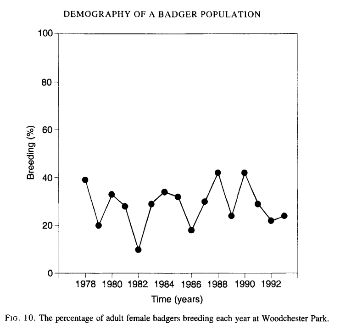 DEMOGRAPHY OF A BADGER POPULATION
100
80
60
40
20
0
Breeding (%)
1978 1980 1982 1984 1986 1988 1990 1992
Time (years)
FIG. 10. The percentage of adult female badgers breeding each year at Woodchester Park.